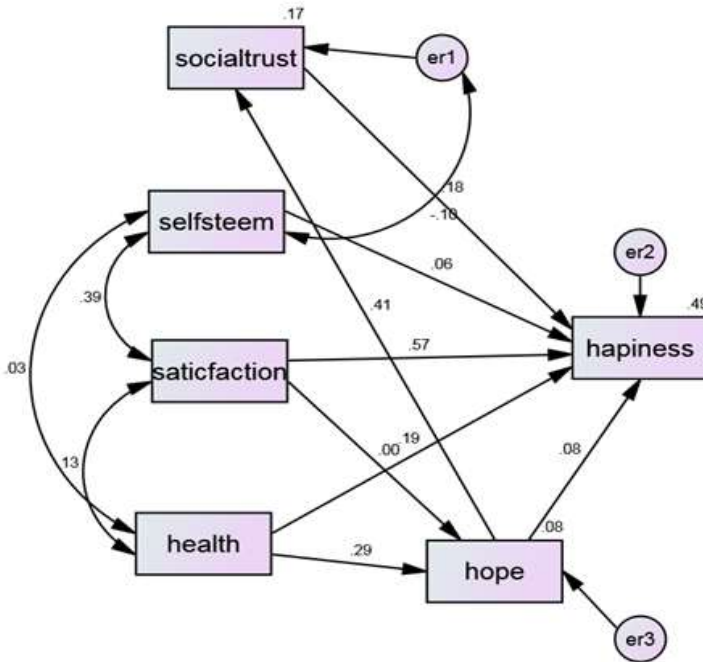 .17
socialtrust
er1
.18
-.10
selfsteem
.06
er2
.39
.41
.49
hapiness
.57
.03
saticfaction
.19
.00
.08
.13
health
.29
.08
hope
er3